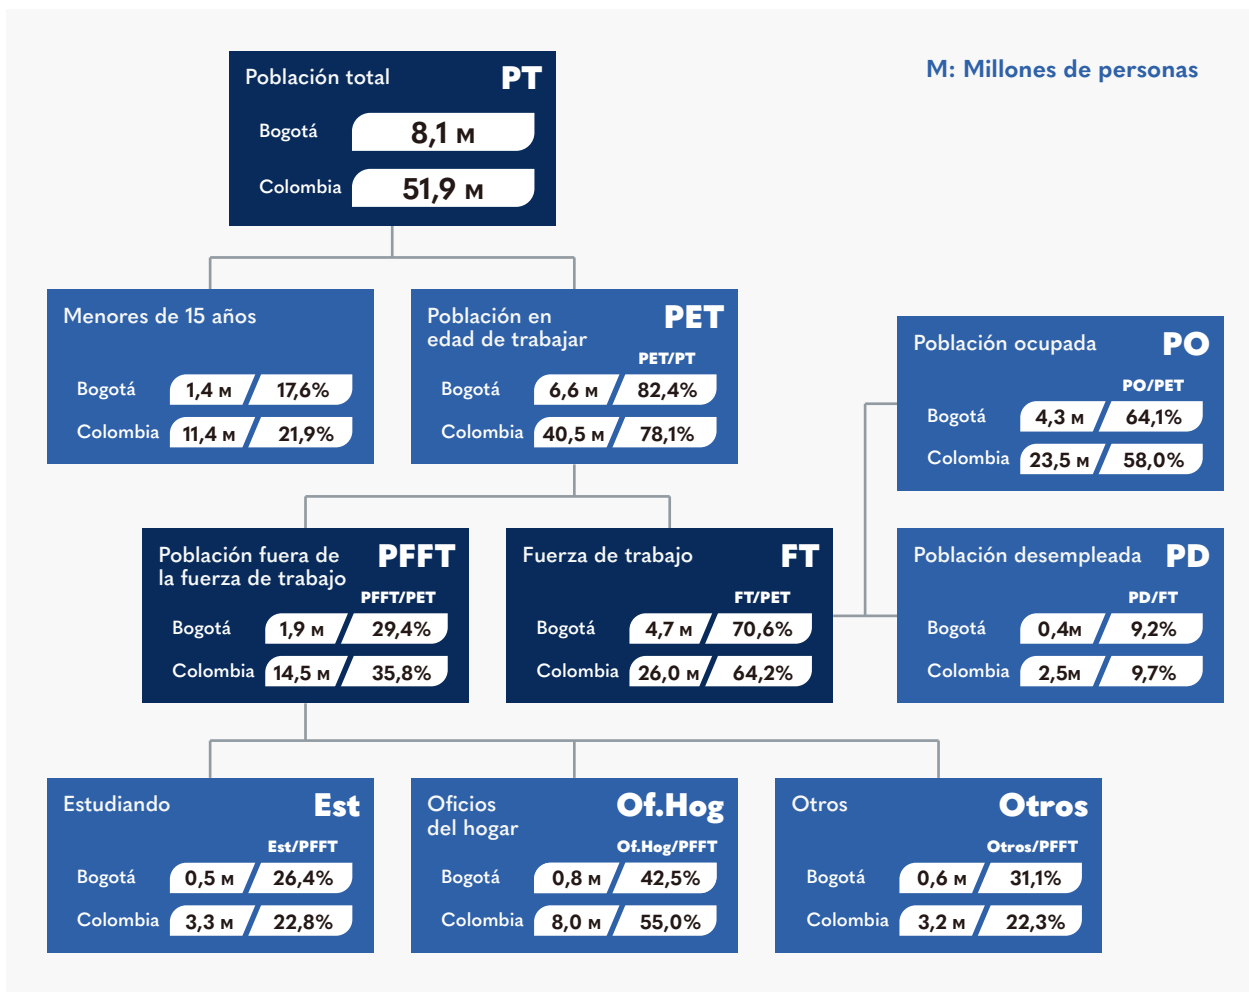 Población total PT
M: Millones de personas
Bogotá 8,1 M
Colombia 51,9 M
Menores de 15 años
Bogotá 1,4 M 17,6%
Colombia 11,4 M 21,9%
Población en PET
edad de trabajar
PET/PT
Bogotá 6,6 M 82,4%
Colombia 40,5 M 78,1%
Población ocupada PO
PO/PET
Bogotá 4,3 M 64,1%
Colombia 23,5 M 58,0%
Población fuera de PFFT
la fuerza de trabajo
PFFT/PET
Bogotá 1,9 M 29,4%
Colombia 14,5 M 35,8%
Fuerza de trabajo FT
FT/PET
Bogotá 4,7 M 70,6%
Colombia 26,0 M 64,2%
Población desempleada PD
PD/FT
Bogotá 0,4M 9,2%
Colombia 2,5M 9,7%
Estudiando Est
Est/PFFT
Bogotá 0,5 M 26,4%
Colombia 3,3 M 22,8%
Oficios Of.Hog
del hogar
Of.Hog/PFFT
Bogotá 0,8 M 42,5%
Colombia 8,0 M 55,0%
Otros Otros
Otros/PFFT
Bogotá 0,6 M 31,1%
Colombia 3,2 M 22,3%